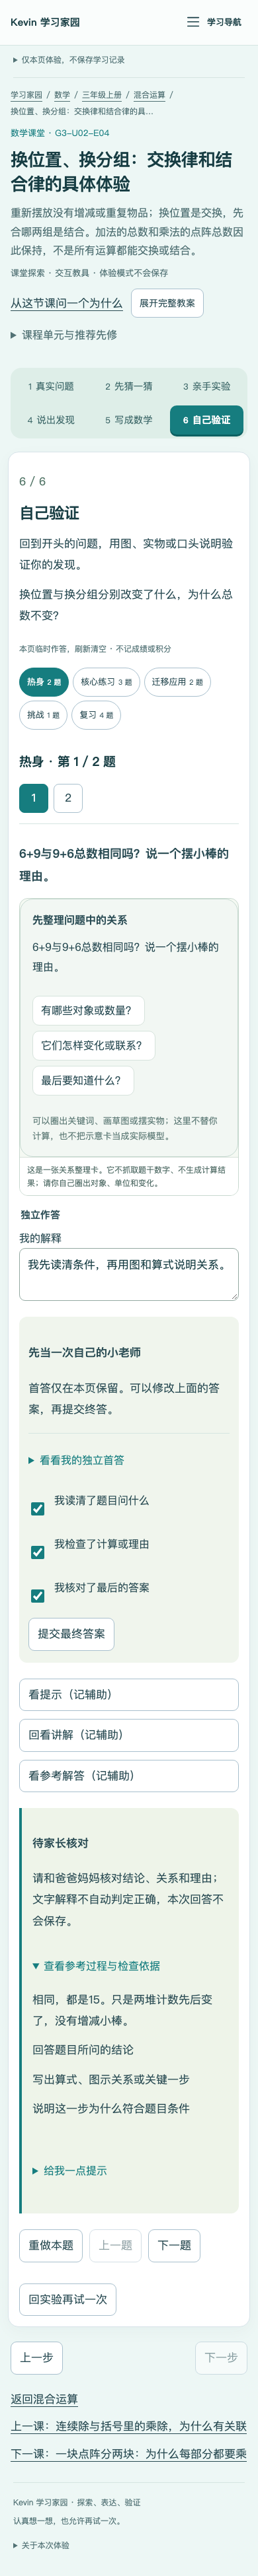 Kevin 学习家园
学习导航
仅本页体验，不保存学习记录
学习家园 / 数学 / 三年级上册 / 混合运算 /
换位置、换分组：交换律和结合律的具…
数学课堂 · G3-U02-E04
换位置、换分组：交换律和结
合律的具体体验
重新摆放没有增减或重复物品；换位置是交换，先
合哪两组是结合。加法的总数和乘法的点阵总数因
此保持，不是所有运算都能交换或结合。
课堂探索 · 交互教具 · 体验模式不会保存
从这节课问一个为什么
展开完整教案
课程单元与推荐先修
1 真实问题
2 先猜一猜
3 亲手实验
4 说出发现
5 写成数学
6 自己验证
6 / 6
自己验证
回到开头的问题，用图、实物或口头说明验
证你的发现。
换位置与换分组分别改变了什么，为什么总
数不变？
本页临时作答，刷新清空 · 不记成绩或积分
热身 2 题
核心练习 3 题
迁移应用 2 题
挑战 1 题
复习 4 题
热身 · 第 1 / 2 题
1
2
6+9与9+6总数相同吗？说一个摆小棒的
理由。
先整理问题中的关系
6+9与9+6总数相同吗？说一个摆小棒的
理由。
有哪些对象或数量？
它们怎样变化或联系？
最后要知道什么？
可以圈出关键词、画草图或摆实物；这里不替你
计算，也不把示意卡当成实际模型。
这是一张关系整理卡。它不抓取题干数字、不生成计算结
果；请你自己圈出对象、单位和变化。
独立作答
我的解释
我先读清条件，再用图和算式说明关系。
先当一次自己的小老师
首答仅在本页保留。可以修改上面的答
案，再提交终答。
看看我的独立首答
我读清了题目问什么
我检查了计算或理由
我核对了最后的答案
提交最终答案
看提示（记辅助）
回看讲解（记辅助）
看参考解答（记辅助）
待家长核对
请和爸爸妈妈核对结论、关系和理由；
文字解释不自动判定正确，本次回答不
会保存。
查看参考过程与检查依据
相同，都是15。只是两堆计数先后变
了，没有增减小棒。
回答题目所问的结论
写出算式、图示关系或关键一步
说明这一步为什么符合题目条件
给我一点提示
重做本题
上一题
下一题
回实验再试一次
上一步
下一步
返回混合运算
上一课：连续除与括号里的乘除，为什么有关联
下一课：一块点阵分两块：为什么每部分都要乘
Kevin 学习家园 · 探索、表达、验证
认真想一想，也允许再试一次。
关于本次体验